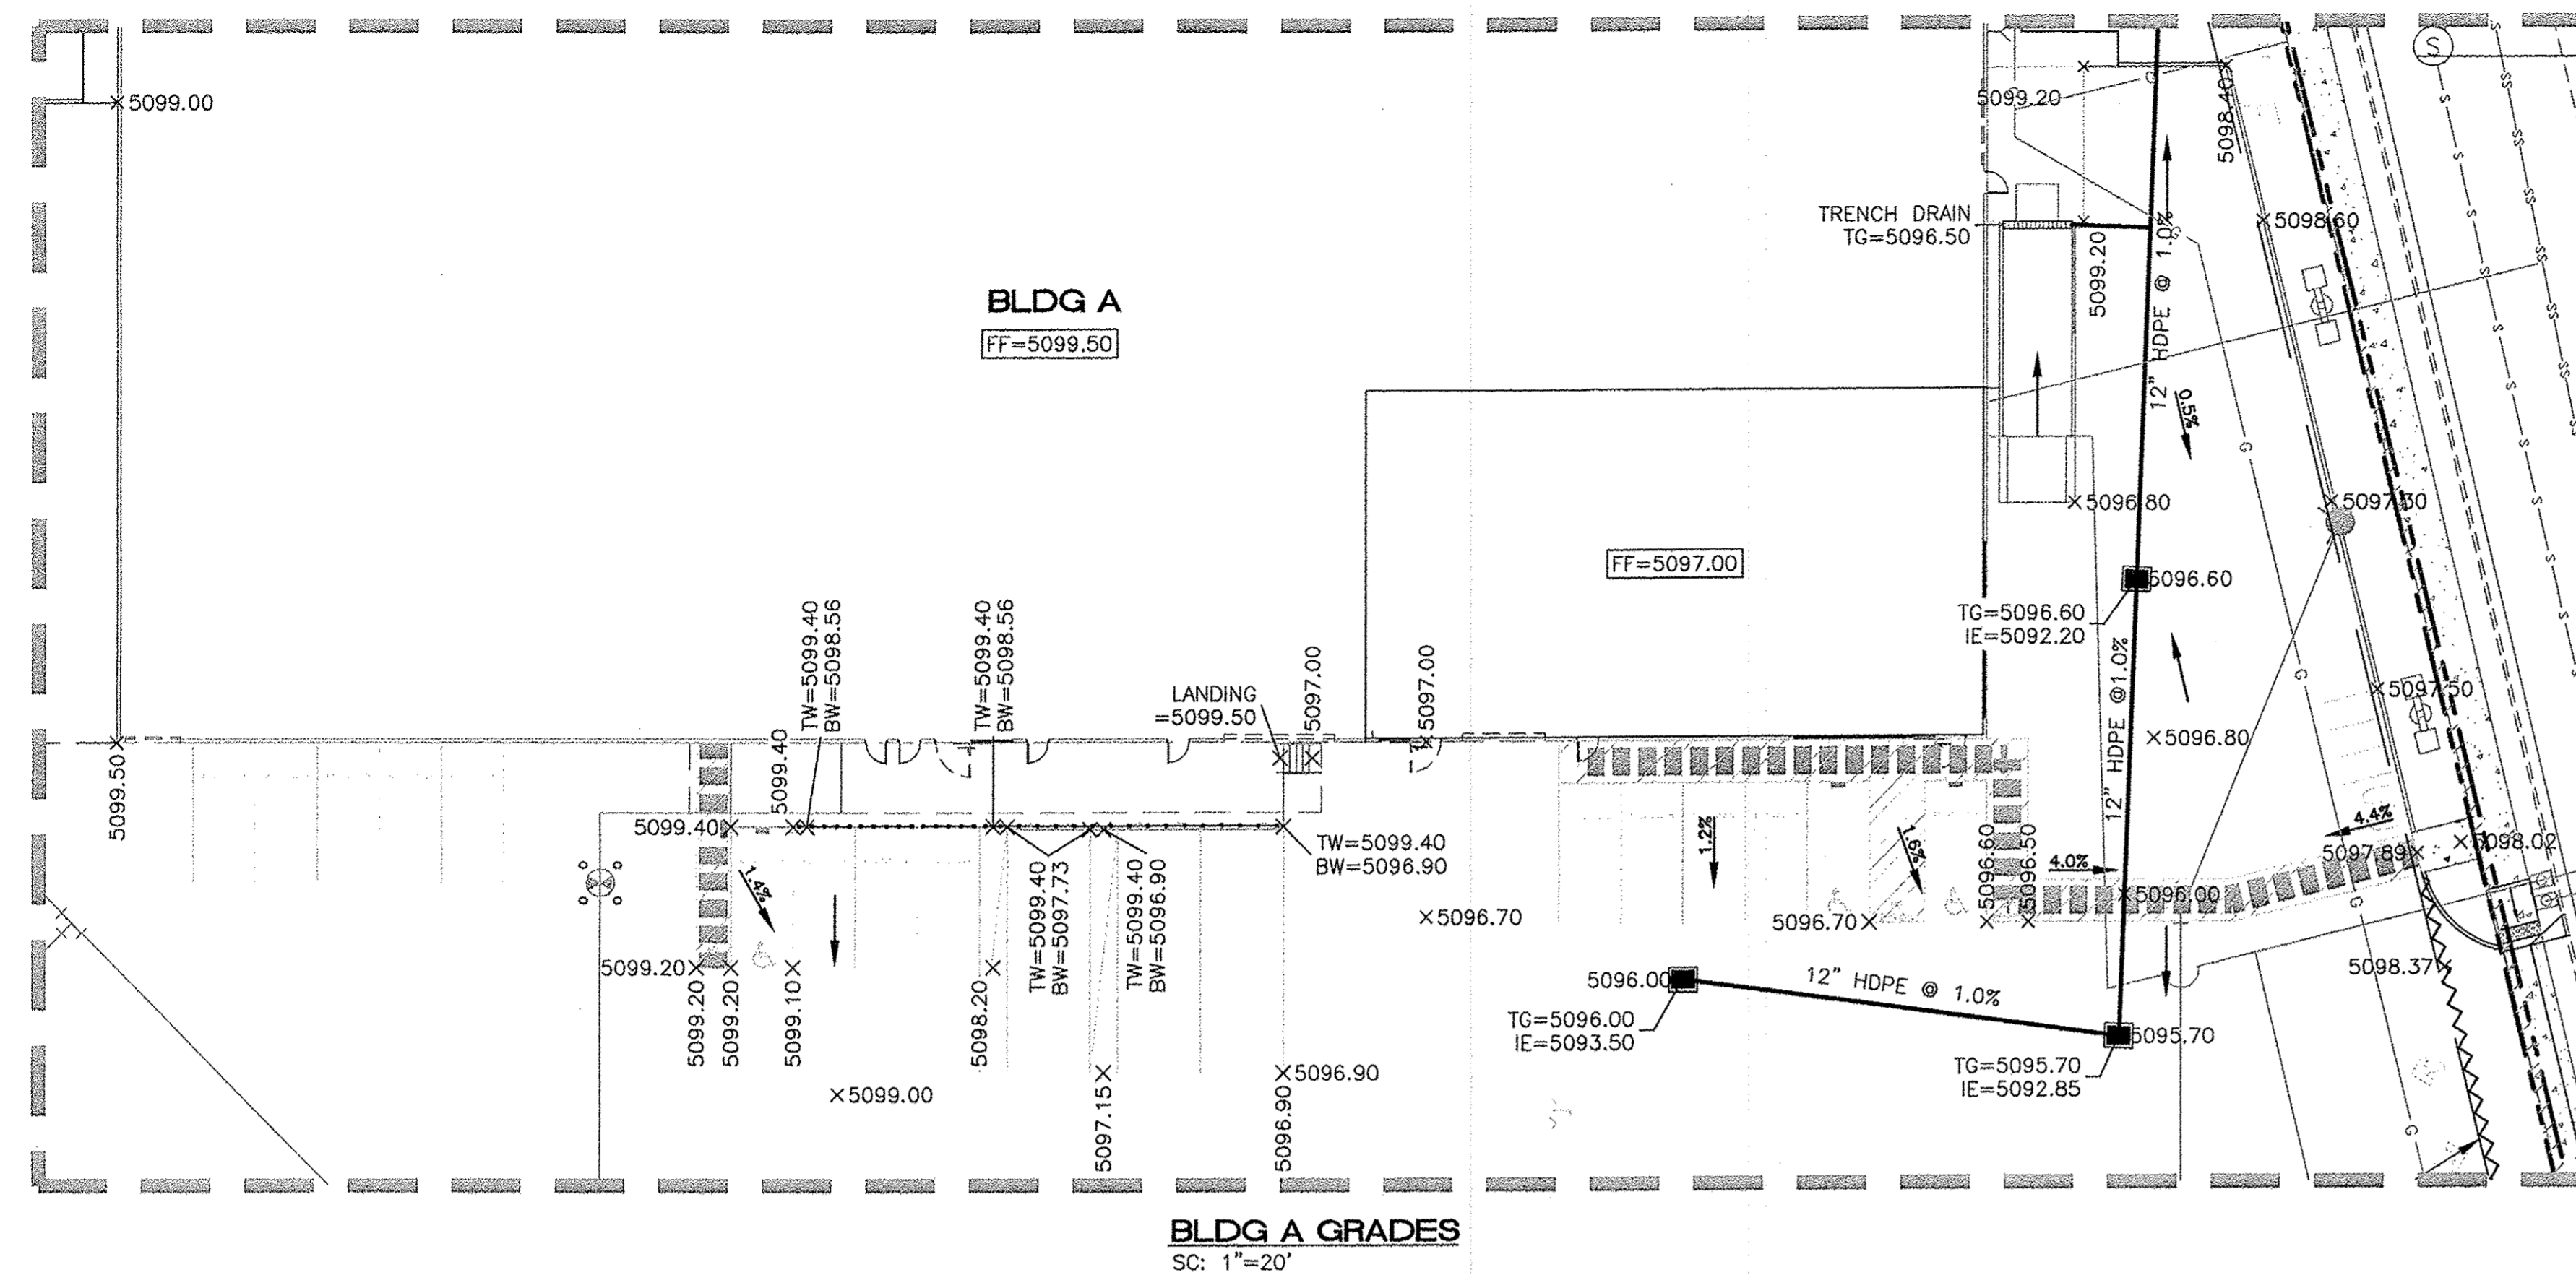 S
5099.00
5099.20
5098.40
TRENCH DRAIN
TG=5096.50
5098.60
5099.20
12" HDPE @ 1.0%
BLDG A
FF=5099.50
0.5%
5096.80
5097.30
FF=5097.00
5096.60
TG=5096.60
IE=5092.20
TW=5099.40
BW=5098.56
TW=5099.40
BW=5098.56
LANDING
=5099.50
5097.00
5097.00
12" HDPE @1.0%
5097.50
5096.80
5099.50
5099.40
5099.40
TW=5099.40
BW=5096.90
1.2%
1.6%
5096.60
5096.50
4.0%
4.4%
5097.89
5098.02
5096.00
1.4%
TW=5099.40
BW=5097.73
TW=5099.40
BW=5096.90
5096.70
5096.70
5099.20
5099.20
5099.20
5099.10
5098.20
5096.00
12" HDPE @ 1.0%
5098.37
TG=5096.00
IE=5093.50
5095.70
TG=5095.70
IE=5092.85
5099.00
5097.15
5096.90
5096.90
G
G
G
G
G
S
S
S
S
SS
SS
SS
SS
BLDG A GRADES
SC: 1"=20'